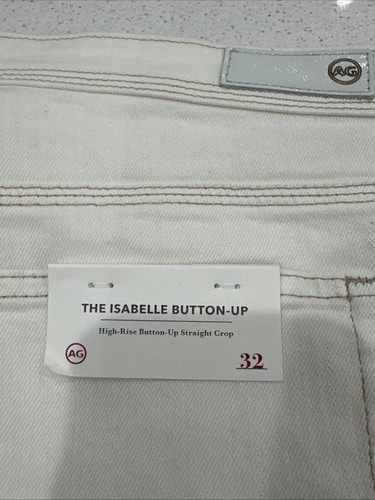 AG
THE ISABELLE BUTTON-UP
High-Rise Button-Up Straight Crop
AG
32